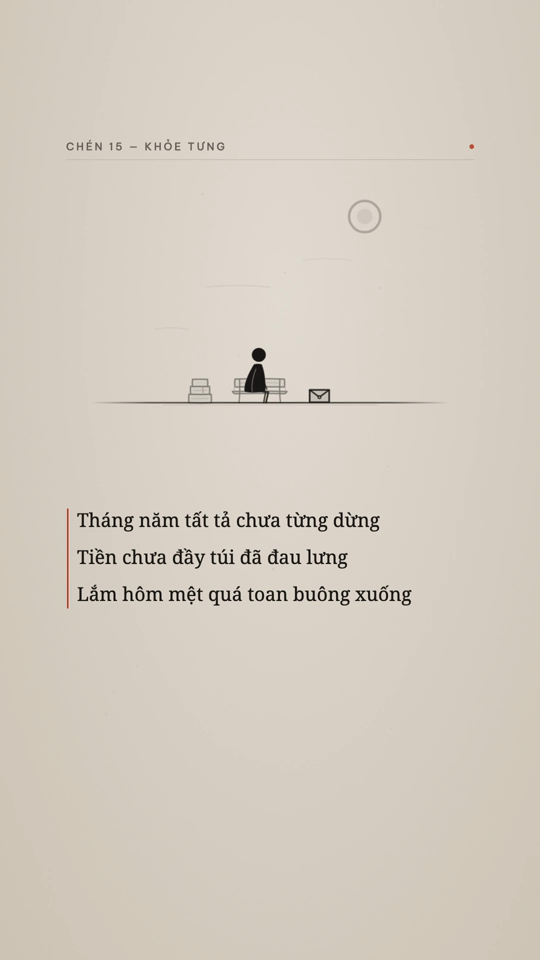 CHÉN 15 — KHỎE TƯNG
Tháng năm tất tả chưa từng dừng
Tiền chưa đầy túi đã đau lưng
Lắm hôm mệt quá toan buông xuống